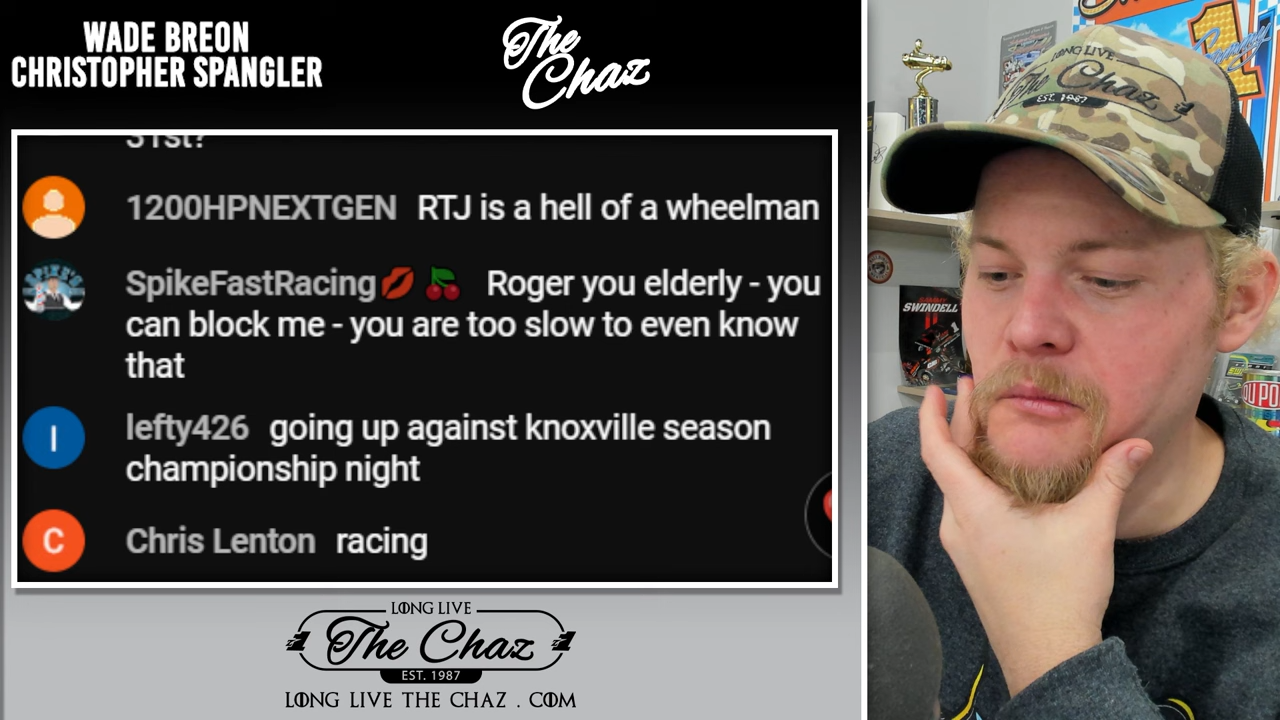 WADE BREON
CHRISTOPHER SPANGLER
The
Chaz
31st?
1200HPNEXTGEN RTJ is a hell of a wheelman
SpikeFastRacing💋🍒 Roger you elderly - you
can block me - you are too slow to even know
that
lefty426 going up against knoxville season
championship night
Chris Lenton racing
C
LONG LIVE
The Chaz
EST. 1987
LONG LIVE THE CHAZ . COM
LONG LIVE
The Chaz
EST. 1987
SWINDELL
1